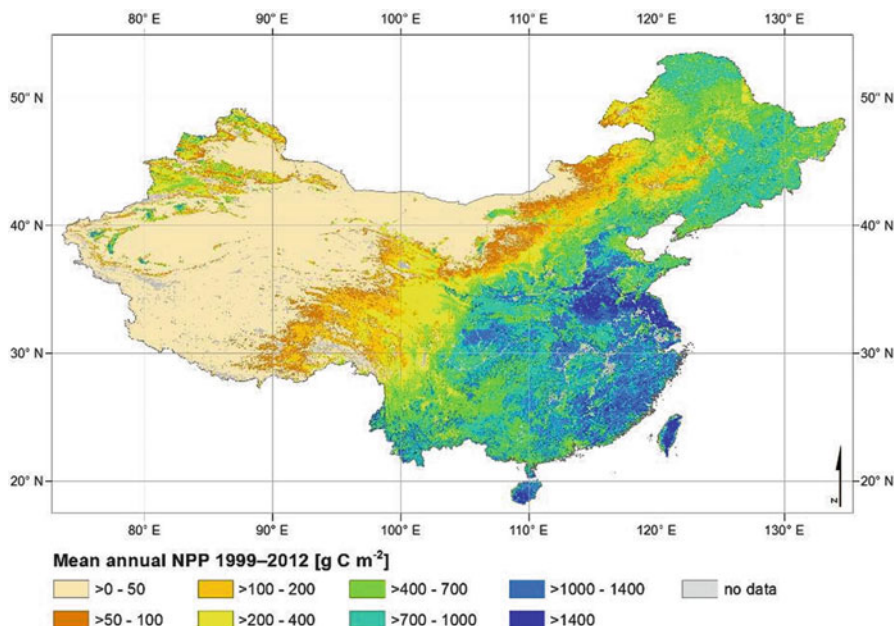 80° E 90° E 100° E 110° E 120° E 130° E
50° N 50° N
40° N 40° N
30° N 30° N
20° N 20° N
N
80° E 90° E 100° E 110° E 120° E 130° E
Mean annual NPP 1999–2012 [g C m⁻²]
>0 - 50 >100 - 200 >400 - 700 >1000 - 1400 no data
>50 - 100 >200 - 400 >700 - 1000 >1400